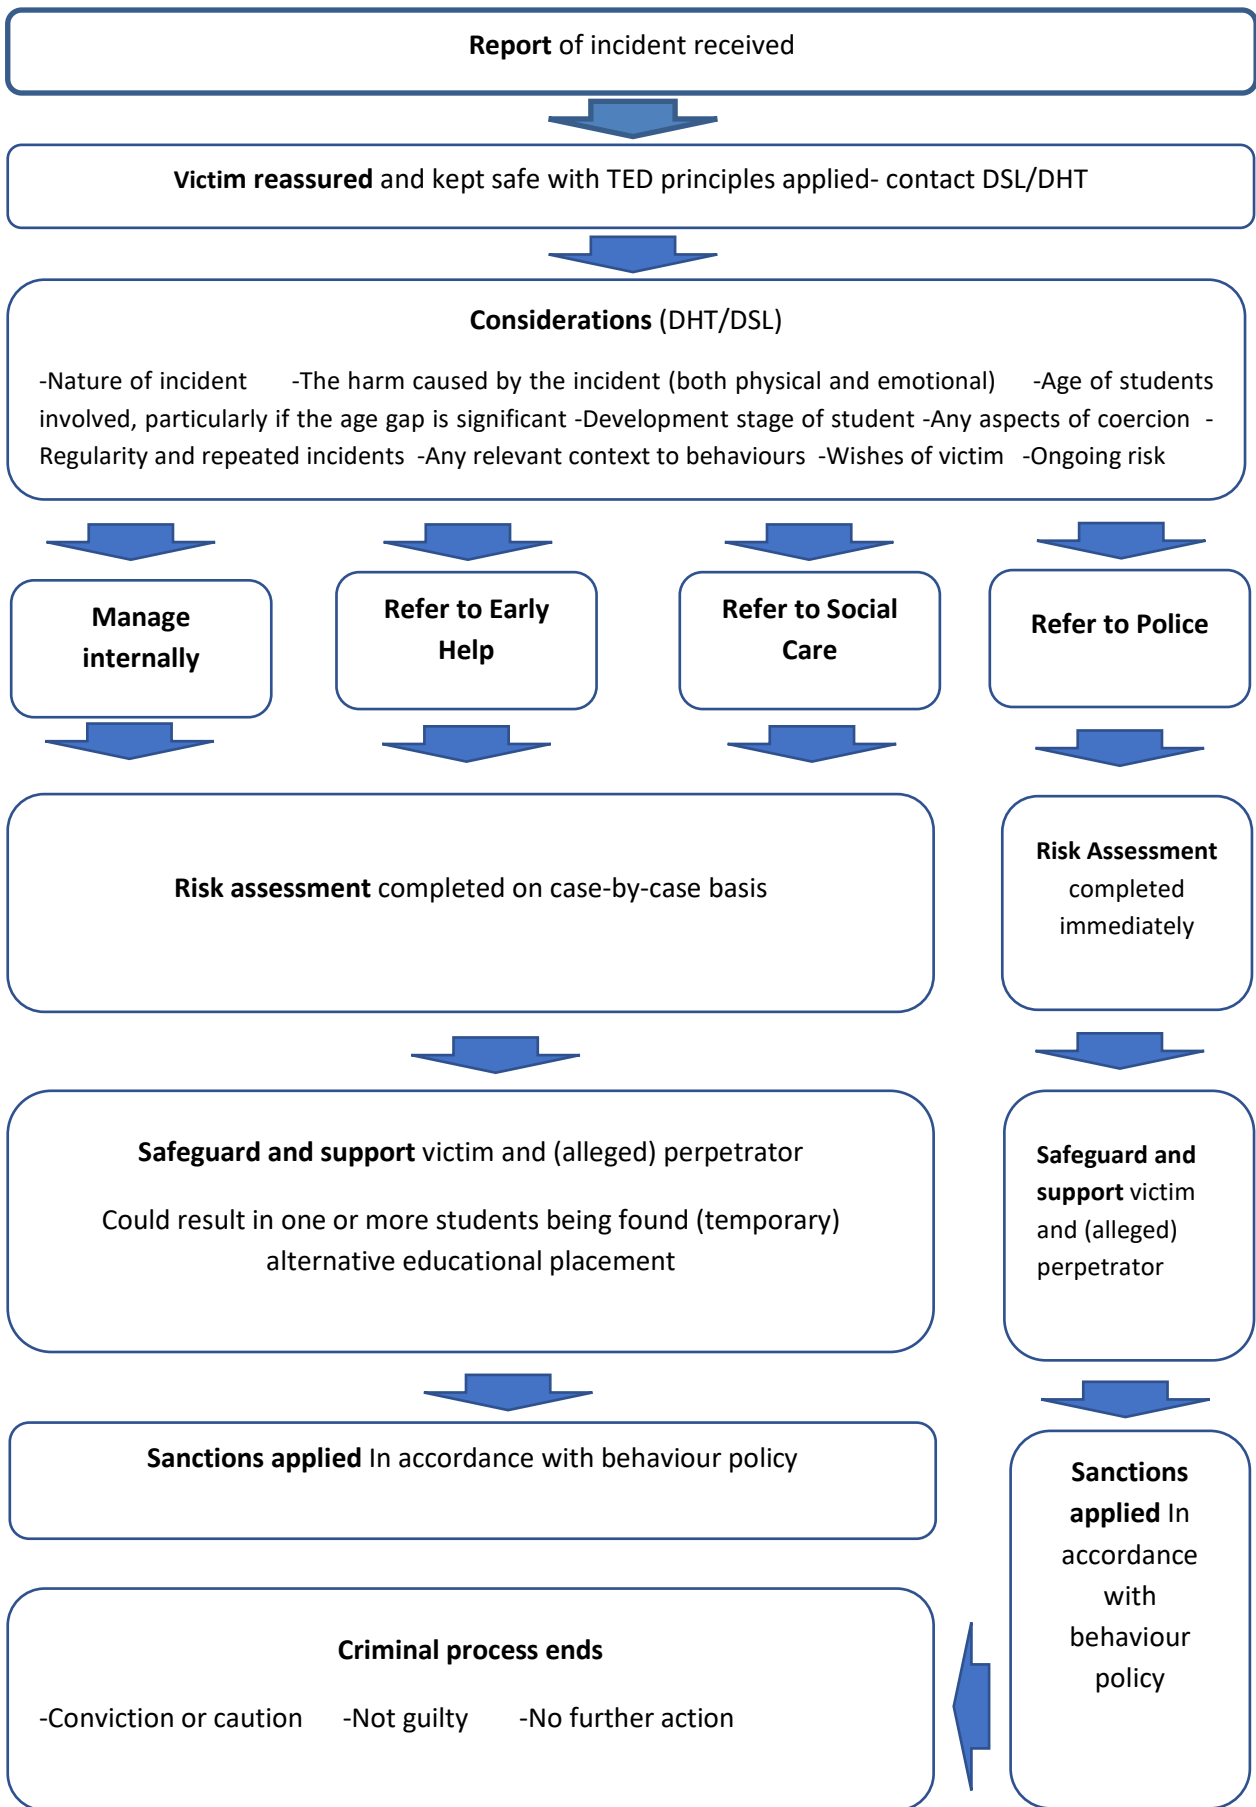 Report of incident received
Victim reassured and kept safe with TED principles applied- contact DSL/DHT
Considerations (DHT/DSL)
-Nature of incident -The harm caused by the incident (both physical and emotional) -Age of students
involved, particularly if the age gap is significant -Development stage of student -Any aspects of coercion -
Regularity and repeated incidents -Any relevant context to behaviours -Wishes of victim -Ongoing risk
Manage
internally
Refer to Early
Help
Refer to Social
Care
Refer to Police
Risk assessment completed on case-by-case basis
Risk Assessment
completed
immediately
Safeguard and support victim and (alleged) perpetrator
Could result in one or more students being found (temporary)
alternative educational placement
Safeguard and
support victim
and (alleged)
perpetrator
Sanctions applied In accordance with behaviour policy
Sanctions
applied In
accordance
with
behaviour
policy
Criminal process ends
-Conviction or caution -Not guilty -No further action